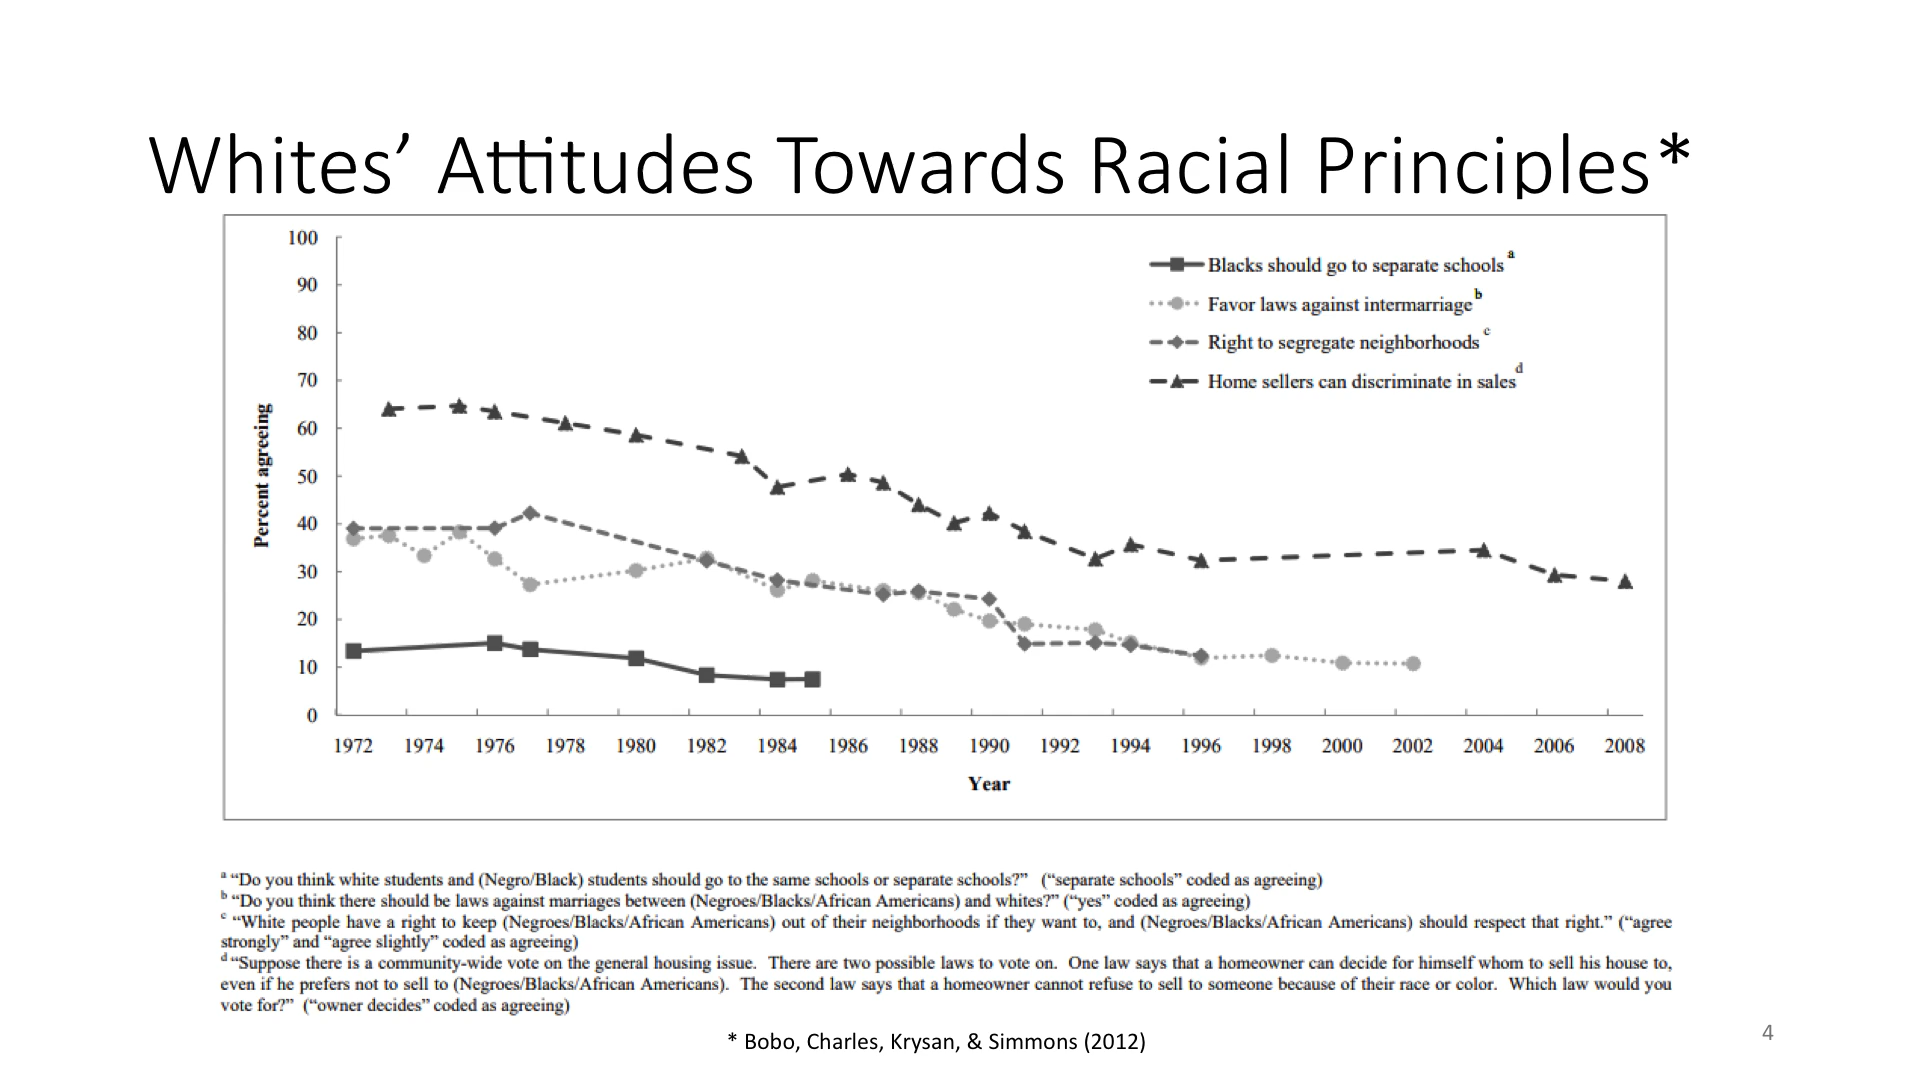 Whites’ Attitudes Towards Racial Principles*
100
90
80
70
60
50
40
30
20
10
0
Percent agreeing
Blacks should go to separate schools a
Favor laws against intermarriage b
Right to segregate neighborhoods c
Home sellers can discriminate in sales d
1972 1974 1976 1978 1980 1982 1984 1986 1988 1990 1992 1994 1996 1998 2000 2002 2004 2006 2008
Year
a “Do you think white students and (Negro/Black) students should go to the same schools or separate schools?” (“separate schools” coded as agreeing)
b “Do you think there should be laws against marriages between (Negroes/Blacks/African Americans) and whites?” (“yes” coded as agreeing)
c “White people have a right to keep (Negroes/Blacks/African Americans) out of their neighborhoods if they want to, and (Negroes/Blacks/African Americans) should respect that right.” (“agree
strongly” and “agree slightly” coded as agreeing)
d “Suppose there is a community-wide vote on the general housing issue. There are two possible laws to vote on. One law says that a homeowner can decide for himself whom to sell his house to,
even if he prefers not to sell to (Negroes/Blacks/African Americans). The second law says that a homeowner cannot refuse to sell to someone because of their race or color. Which law would you
vote for?” (“owner decides” coded as agreeing)
* Bobo, Charles, Krysan, & Simmons (2012)
4